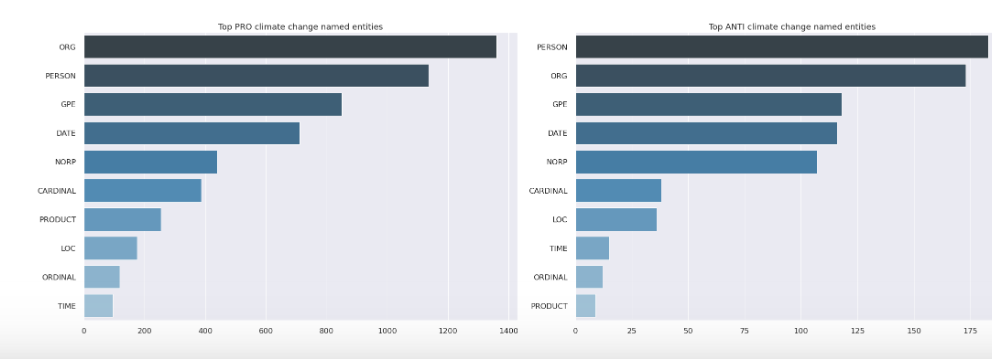 Top PRO climate change named entities
ORG
PERSON
GPE
DATE
NORP
CARDINAL
PRODUCT
LOC
ORDINAL
TIME
0 200 400 600 800 1000 1200 1400
Top ANTI climate change named entities
PERSON
ORG
GPE
DATE
NORP
CARDINAL
LOC
TIME
ORDINAL
PRODUCT
0 25 50 75 100 125 150 175